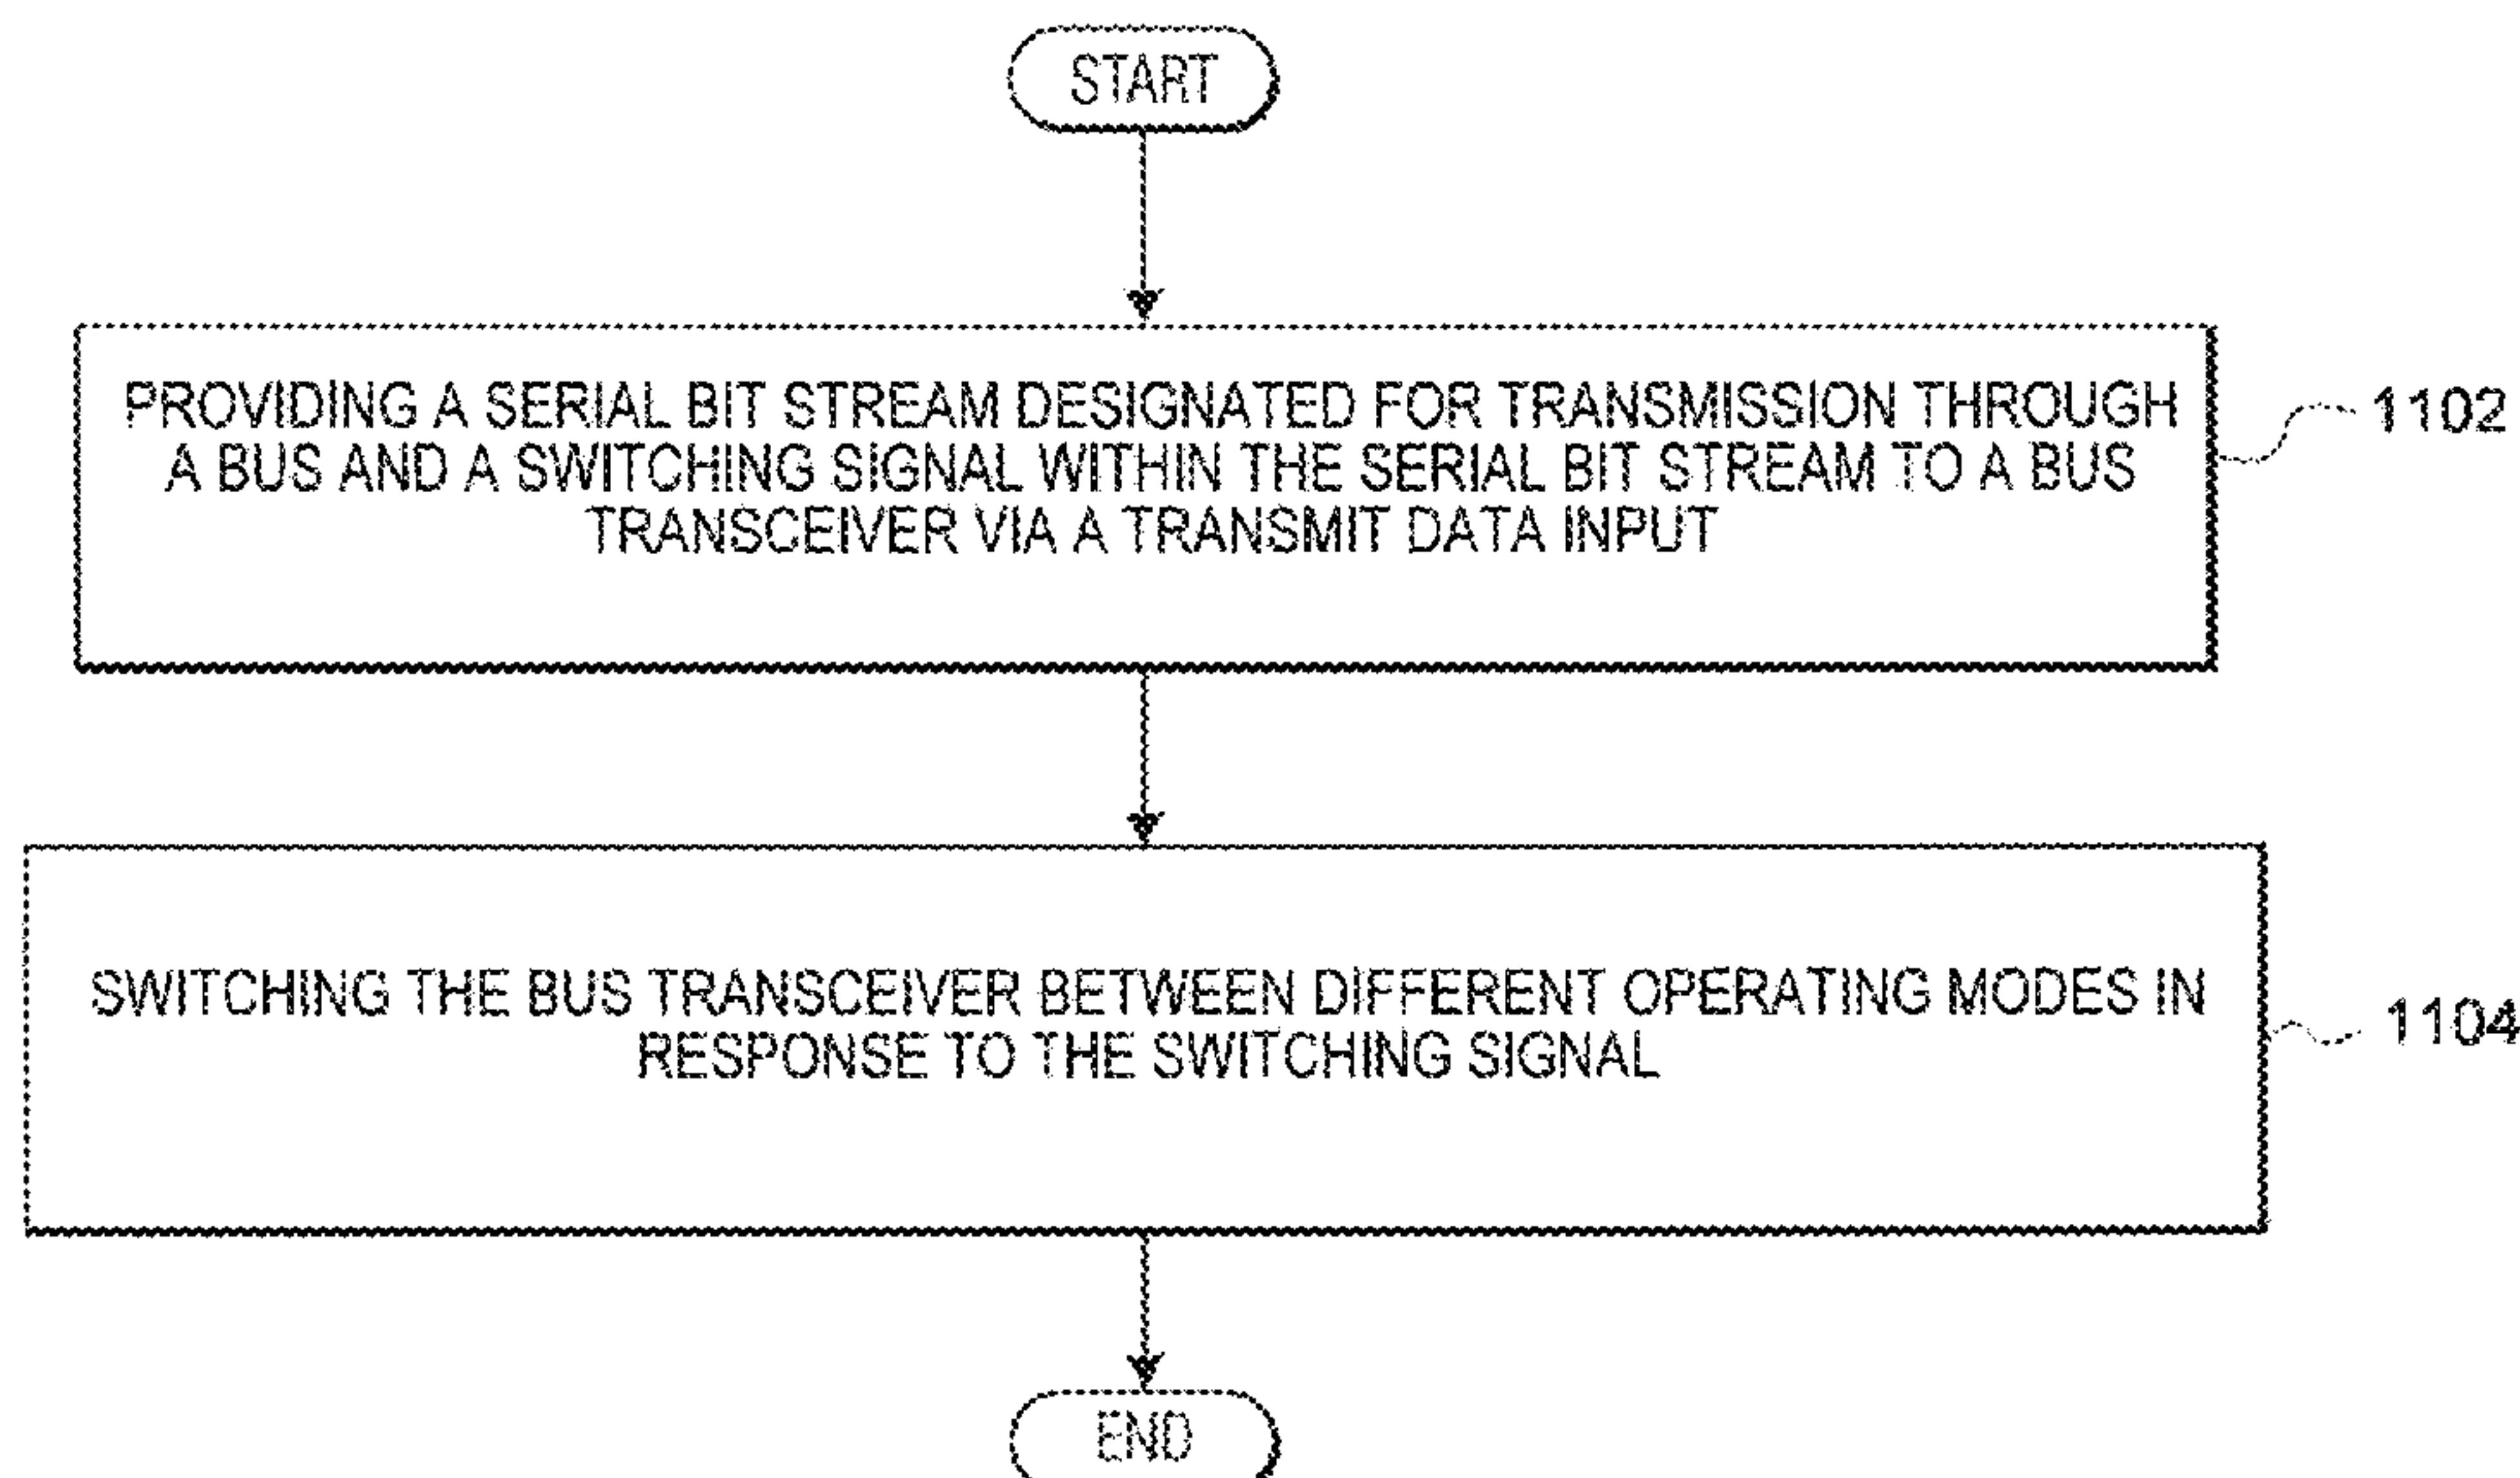 START
PROVIDING A SERIAL BIT STREAM DESIGNATED FOR TRANSMISSION THROUGH
A BUS AND A SWITCHING SIGNAL WITHIN THE SERIAL BIT STREAM TO A BUS
TRANSCEIVER VIA A TRANSMIT DATA INPUT
1102
SWITCHING THE BUS TRANSCEIVER BETWEEN DIFFERENT OPERATING MODES IN
RESPONSE TO THE SWITCHING SIGNAL
1104
END